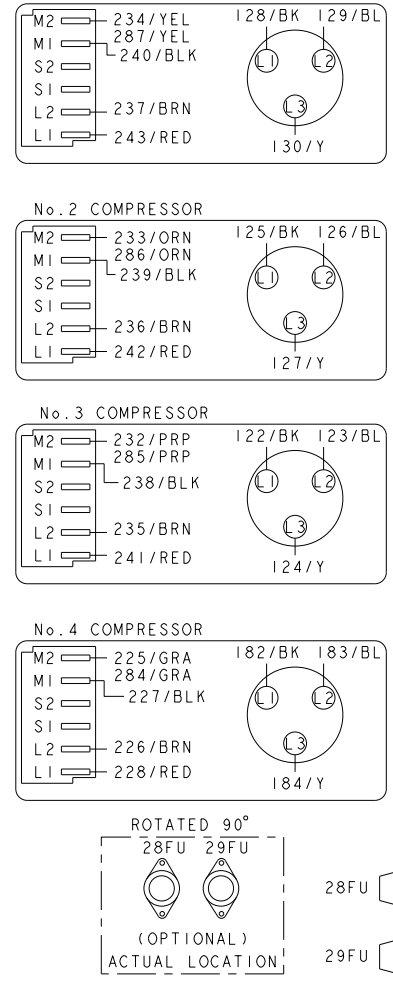 M2 234/YEL 128/BK 129/BL
M1 287/YEL
240/BLK L1 L2
S2
S1 L3
L2 237/BRN
L1 243/RED 130/Y
No.2 COMPRESSOR
M2 233/ORN 125/BK 126/BL
M1 286/ORN
239/BLK L1 L2
S2
S1
L2 236/BRN L3
L1 242/RED 127/Y
No.3 COMPRESSOR
M2 232/PRP 122/BK 123/BL
M1 285/PRP
S2 238/BLK L1 L2
S1
L2 235/BRN L3
L1 241/RED 124/Y
No.4 COMPRESSOR
M2 225/GRA 182/BK 183/BL
M1 284/GRA
S2 227/BLK L1 L2
S1
L2 226/BRN L3
L1 228/RED 184/Y
ROTATED 90°
28FU 29FU
28FU
(OPTIONAL)
ACTUAL LOCATION
29FU